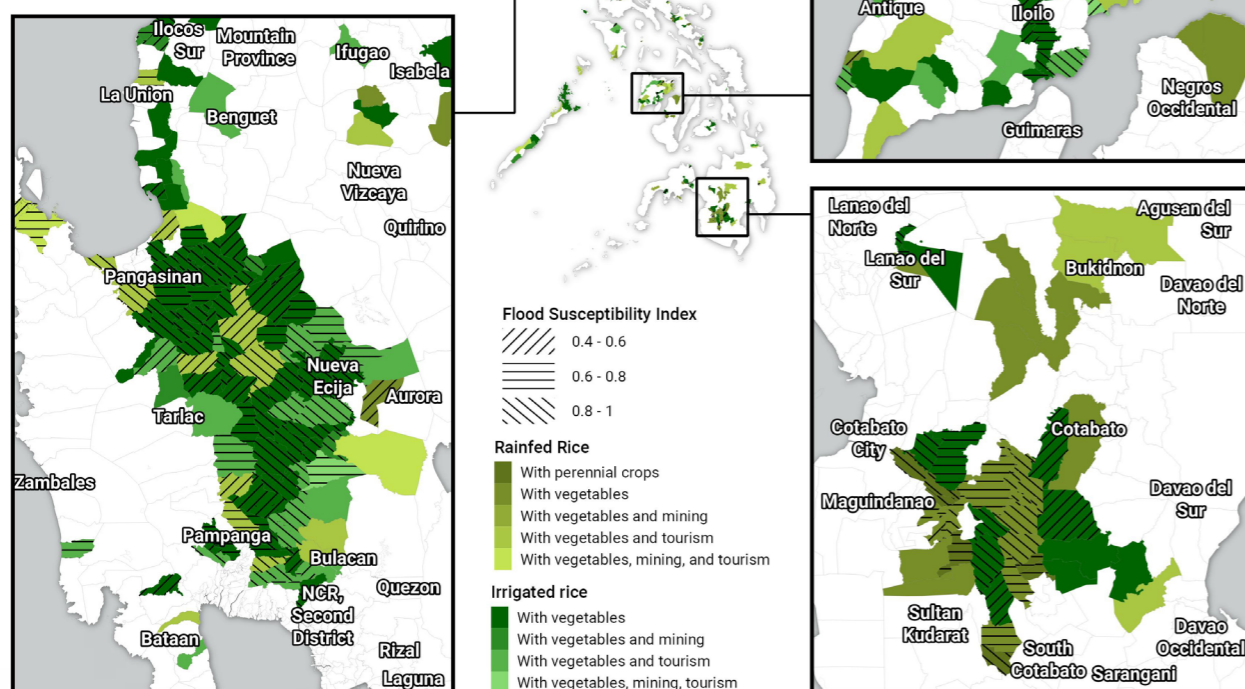 Ilocos
Sur
Mountain
Province
Ifugao
Isabela
La Union
Benguet
Nueva
Vizcaya
Quirino
Pangasinan
Nueva
Ecija
Aurora
Tarlac
Zambales
Pampanga
Bulacan
Quezon
NCR,
Second
District
Bataan
Rizal
Laguna
Flood Susceptibility Index
0.4 - 0.6
0.6 - 0.8
0.8 - 1
Rainfed Rice
With perennial crops
With vegetables
With vegetables and mining
With vegetables and tourism
With vegetables, mining, and tourism
Irrigated rice
With vegetables
With vegetables and mining
With vegetables and tourism
With vegetables, mining, tourism
Antique
Iloilo
Negros
Occidental
Guimaras
Lanao del
Norte
Agusan del
Sur
Lanao del
Sur
Bukidnon
Davao del
Norte
Cotabato
City
Cotabato
Maguindanao
Davao del
Sur
Sultan
Kudarat
South
Cotabato
Sarangani
Davao
Occidental